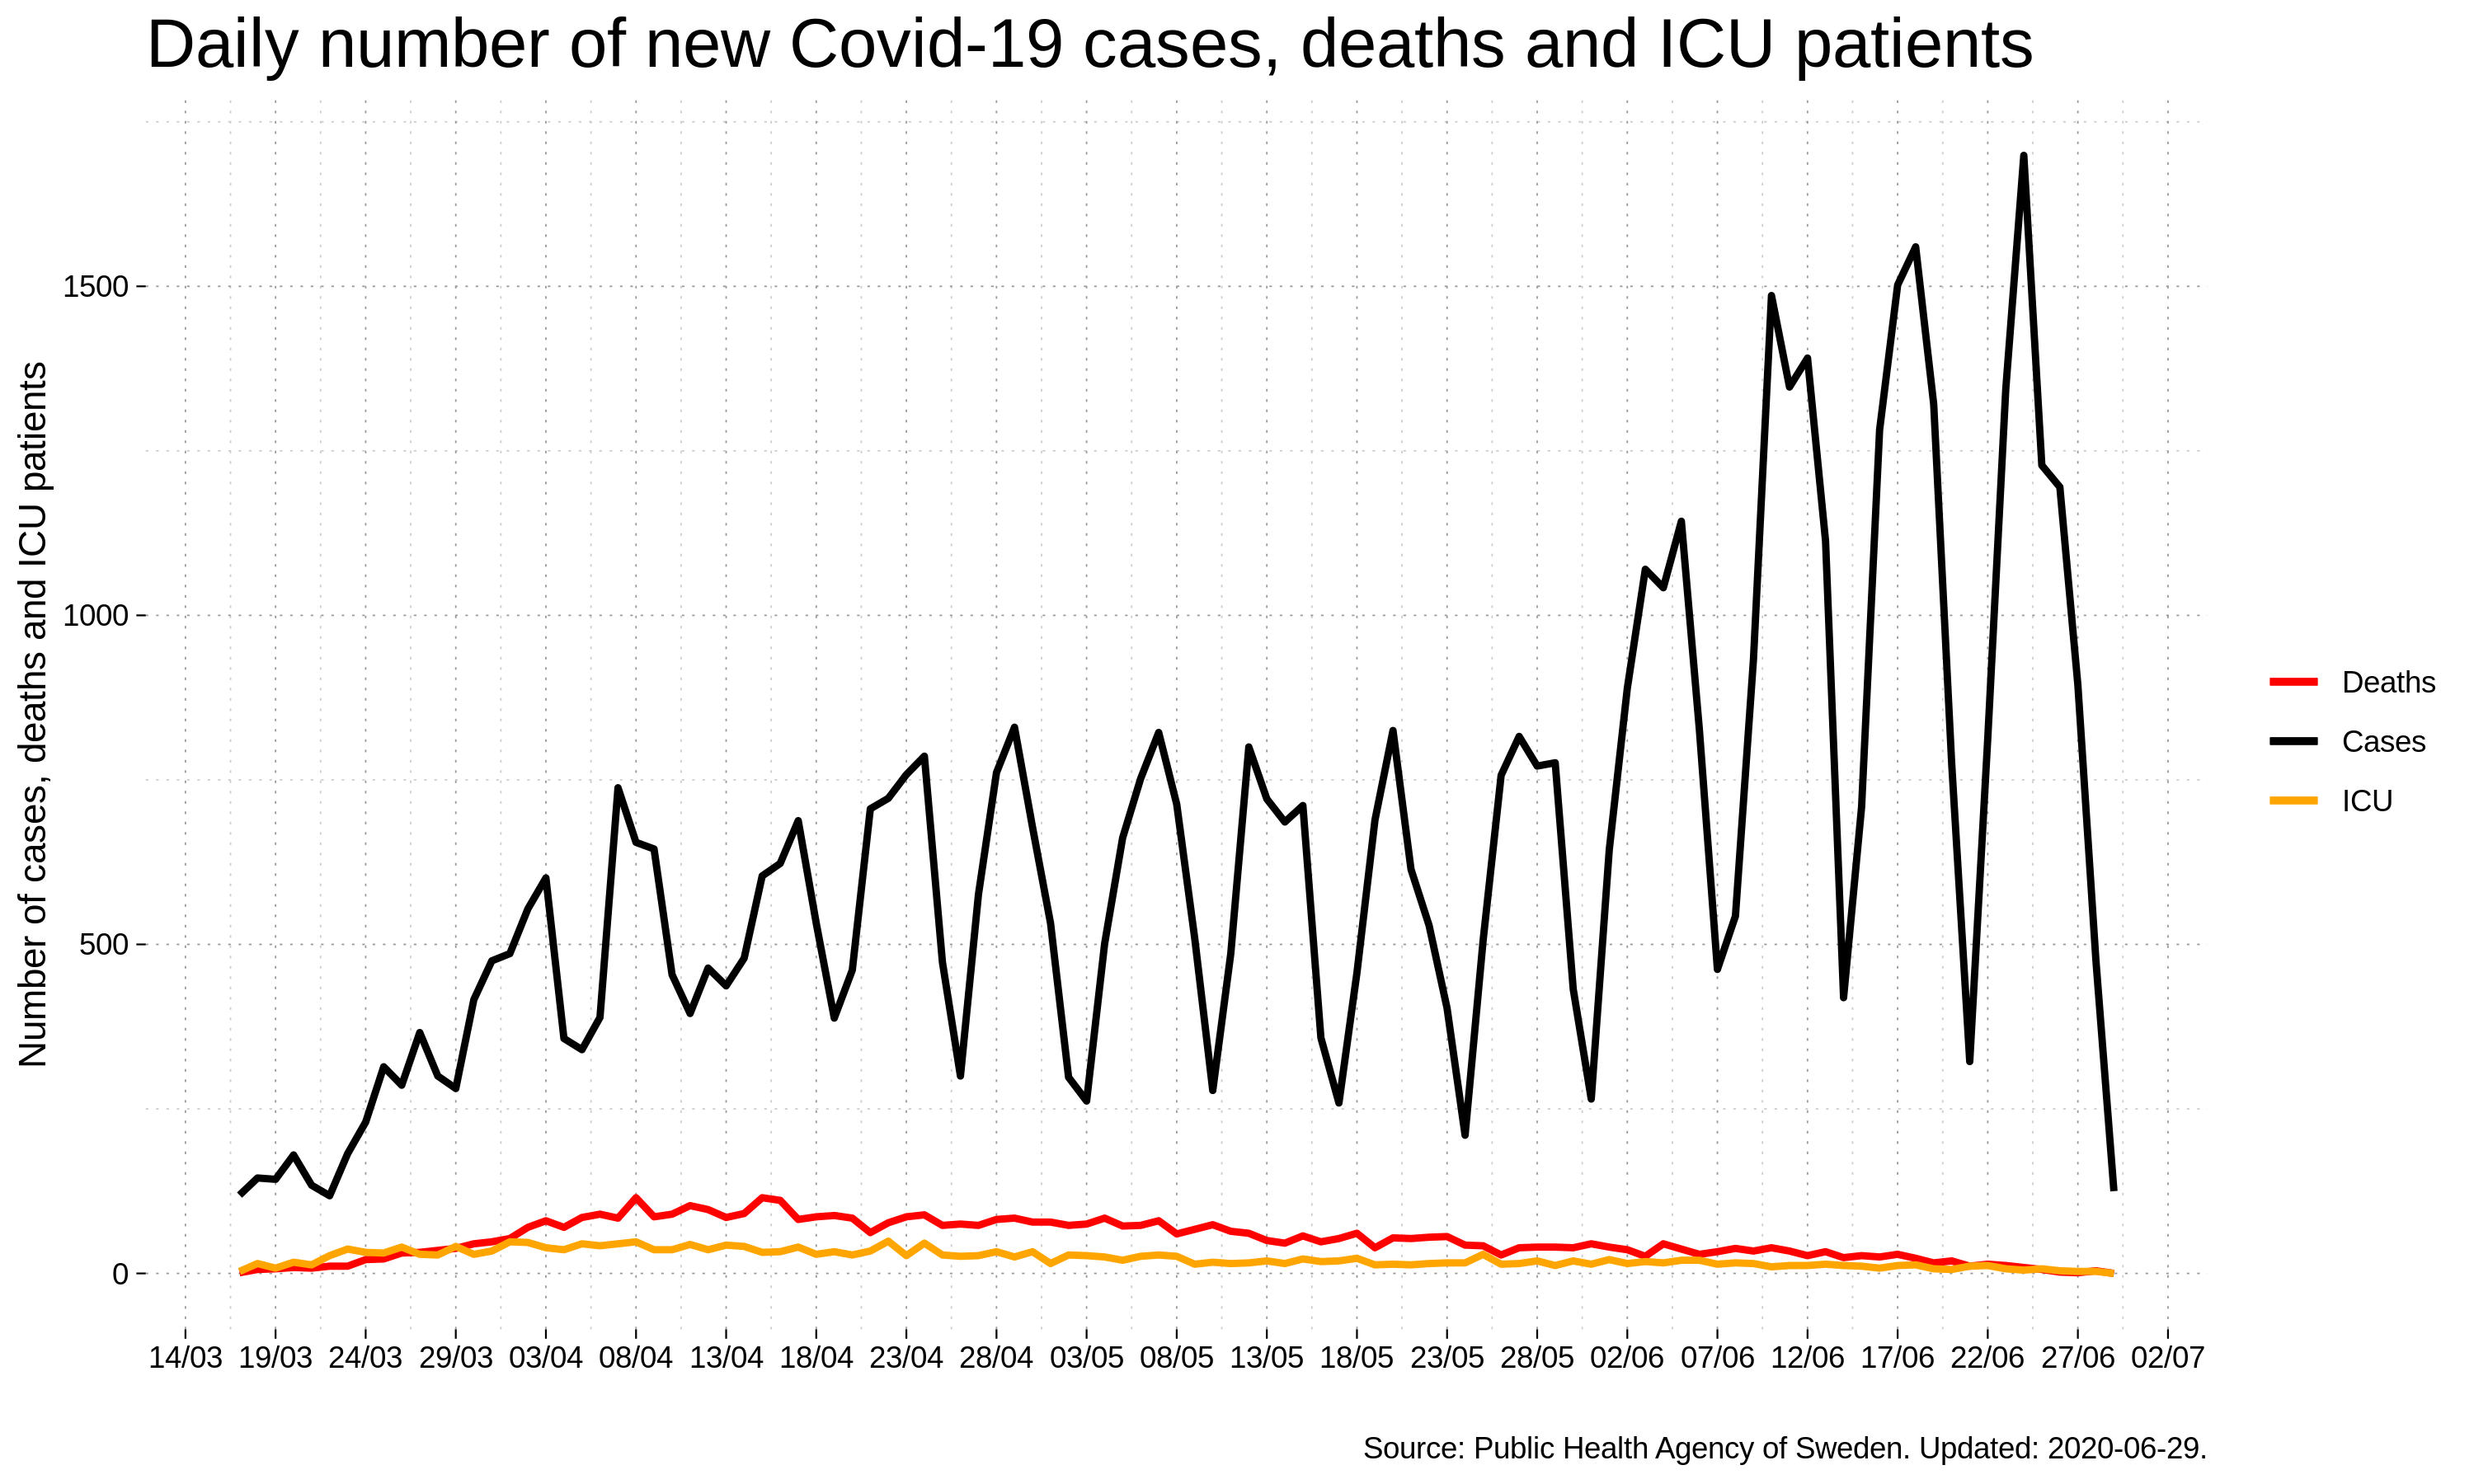 Daily number of new Covid-19 cases, deaths and ICU patients
Number of cases, deaths and ICU patients
1500
1000
500
0
14/03 19/03 24/03 29/03 03/04 08/04 13/04 18/04 23/04 28/04 03/05 08/05 13/05 18/05 23/05 28/05 02/06 07/06 12/06 17/06 22/06 27/06 02/07
Deaths
Cases
ICU
Source: Public Health Agency of Sweden. Updated: 2020-06-29.